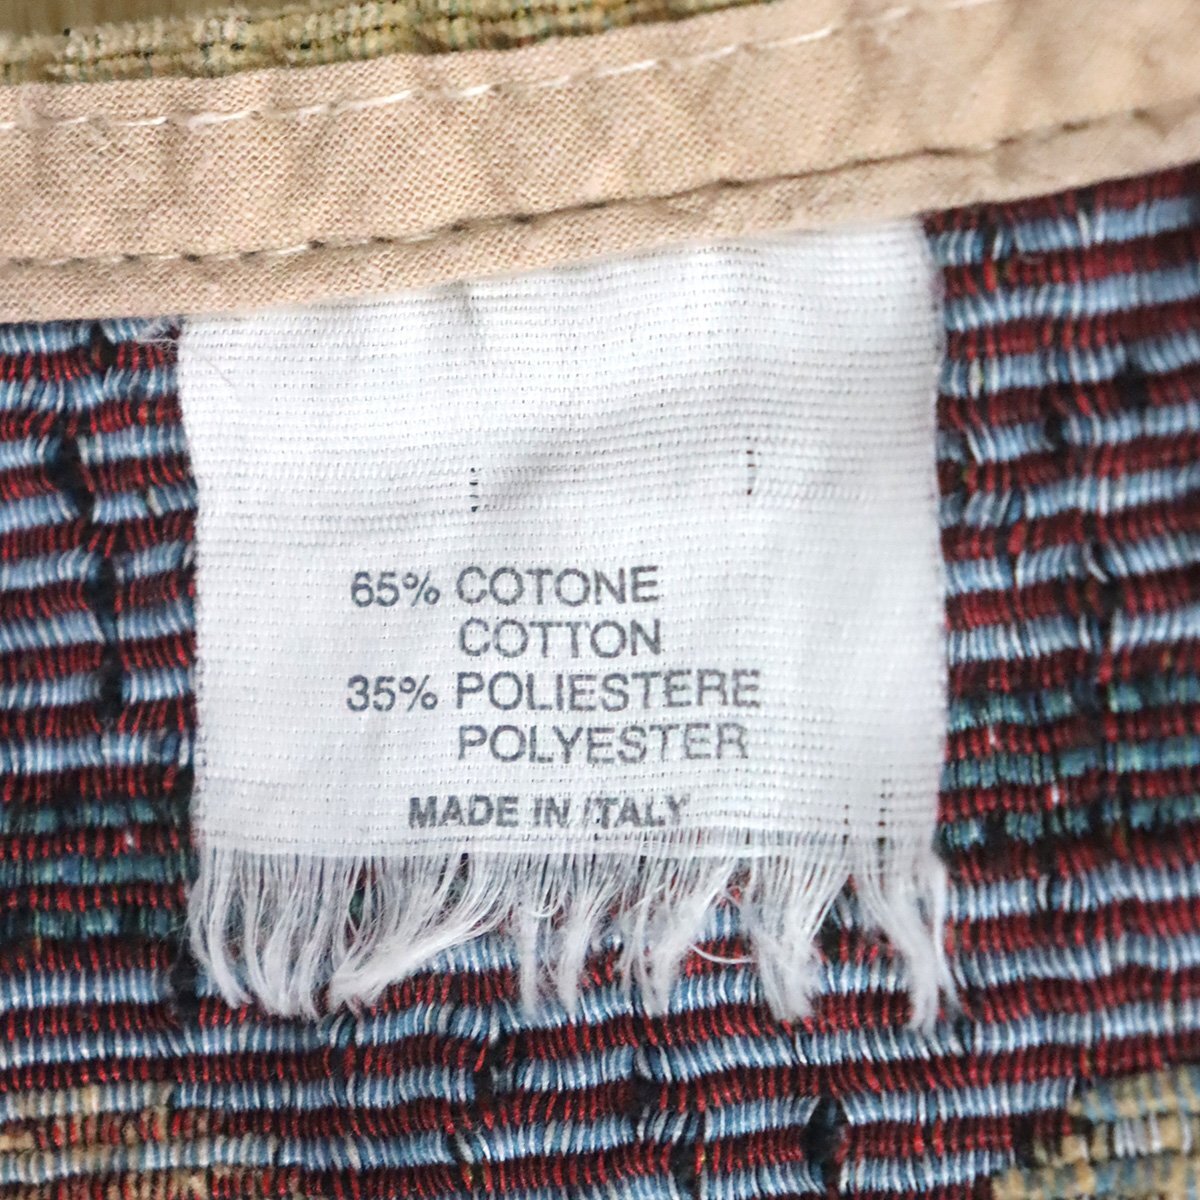 65% COTONE
COTTON
35% POLIESTERE
POLYESTER
MADE IN ITALY